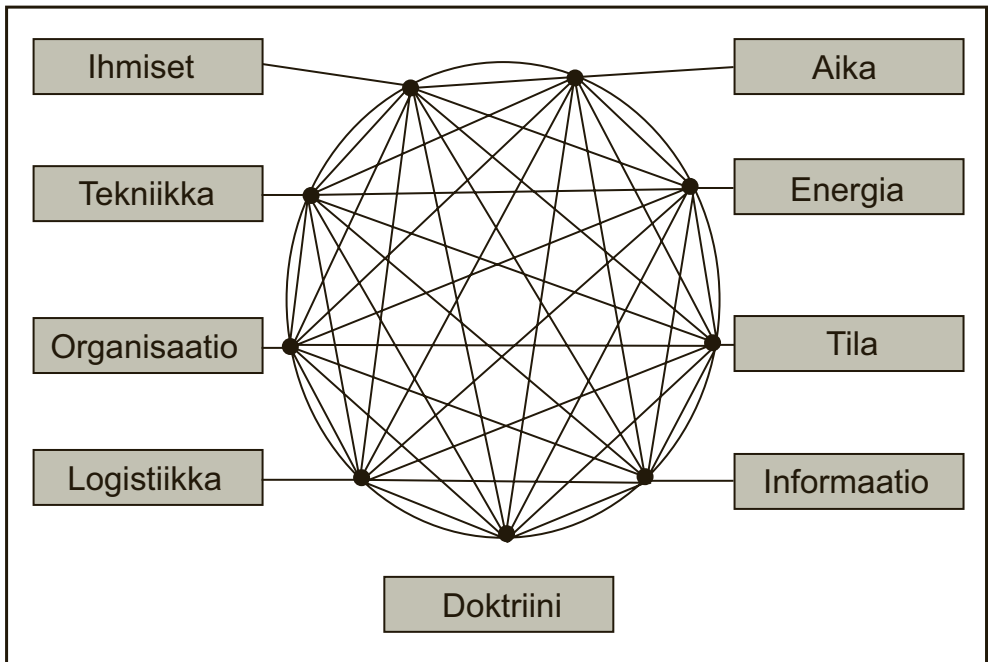 Ihmiset
Aika
Tekniikka
Energia
Organisaatio
Tila
Logistiikka
Informaatio
Doktriini